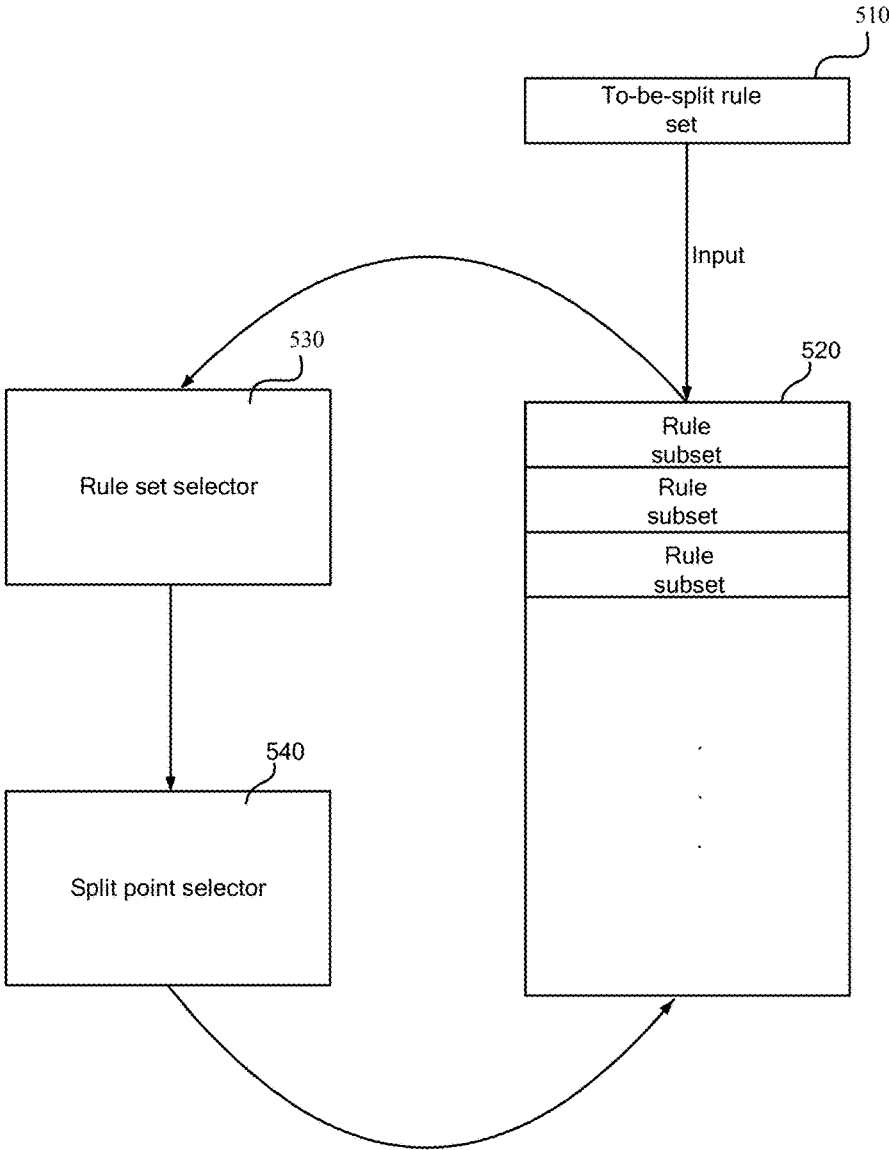 510
To-be-split rule
set
Input
530
520
Rule
subset
Rule
subset
Rule
subset
Rule set selector
540
Split point selector